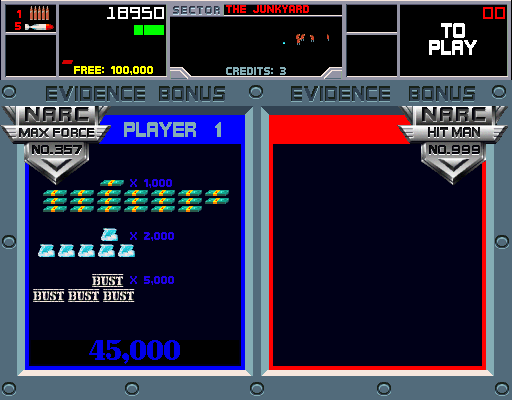 1 18950 SECTOR THE JUNKYARD 00
5 TO
PLAY
FREE: 100,000 CREDITS: 3
EVIDENCE BONUS EVIDENCE BONUS
NARC PLAYER 1 NARC
MAX FORCE HIT MAN
NO.357 NO.999
X 1,000
X 2,000
BUST X 5,000
BUST BUST BUST
45,000